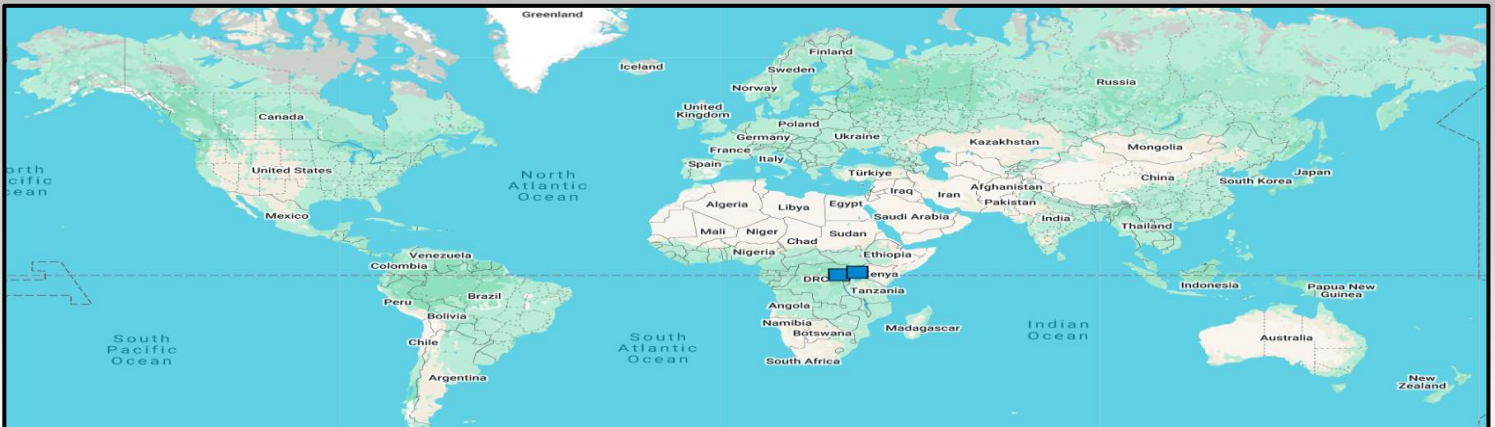 Greenland
Iceland
Finland
Sweden
Norway
Russia
United
Kingdom
Canada
Poland
Germany
Ukraine
France
Italy
Spain
Kazakhstan
Mongolia
United States
North
Atlantic
Ocean
orth
cific
cean
Türkiye
Iraq
Iran
Afghanistan
Pakistan
China
South Korea
Japan
Mexico
Algeria
Libya
Egypt
Saudi Arabia
India
Mali
Niger
Chad
Sudan
Thailand
Venezuela
Colombia
Nigeria
Ethiopia
DRC
enya
Indonesia
Papua New
Guinea
Peru
Brazil
Tanzania
Bolivia
Angola
Namibia
Botswana
Madagascar
South
Pacific
Ocean
Chile
South
Atlantic
Ocean
Indian
Ocean
Australia
South Africa
Argentina
New
Zealand